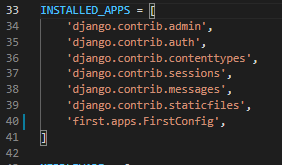 33 INSTALLED_APPS = [
34     'django.contrib.admin',
35     'django.contrib.auth',
36     'django.contrib.contenttypes',
37     'django.contrib.sessions',
38     'django.contrib.messages',
39     'django.contrib.staticfiles',
40     'first.apps.FirstConfig',
41 ]
42